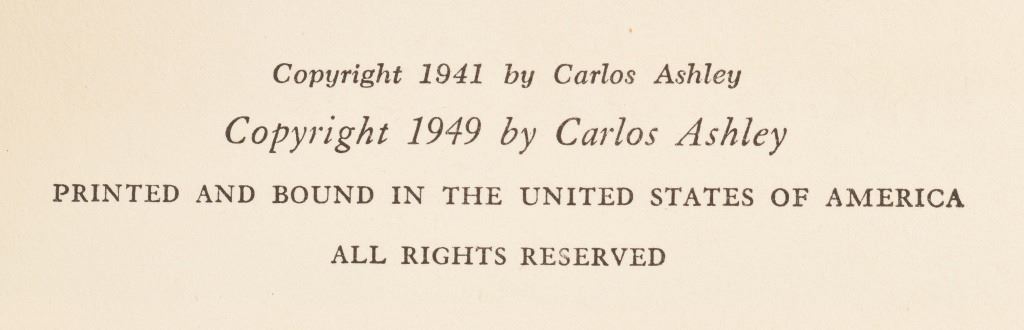 Copyright 1941 by Carlos Ashley
Copyright 1949 by Carlos Ashley
PRINTED AND BOUND IN THE UNITED STATES OF AMERICA
ALL RIGHTS RESERVED